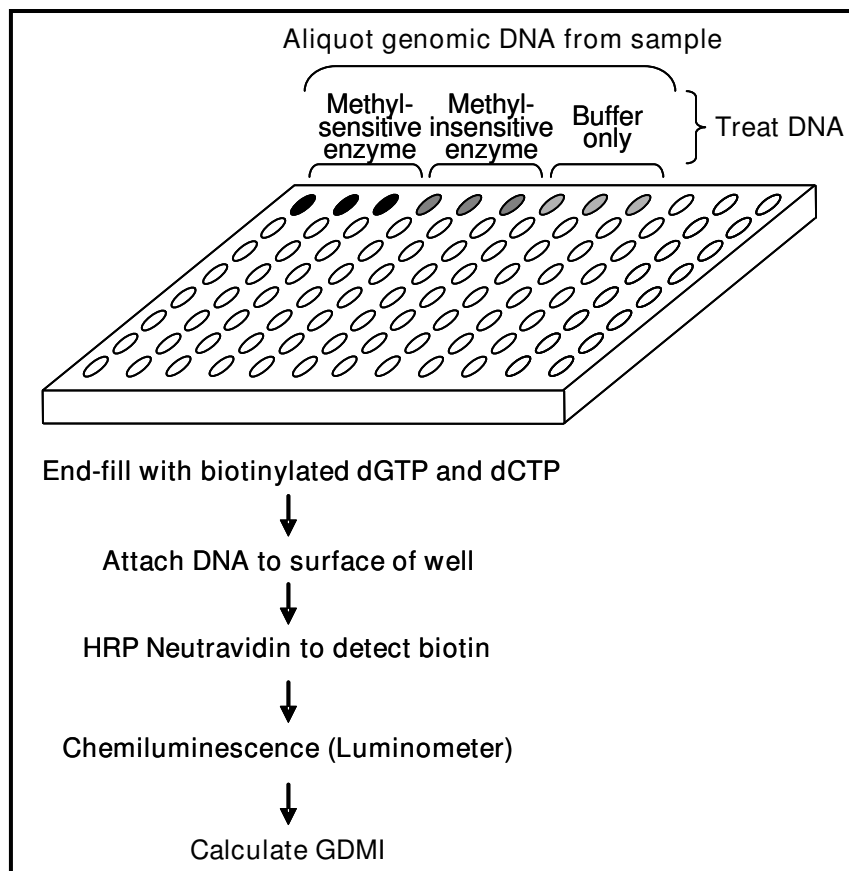 Aliquot genomic DNA from sample
Methyl-
sensitive
enzyme
Methyl-
insensitive
enzyme
Buffer
only
Treat DNA
End-fill with biotinylated dGTP and dCTP
Attach DNA to surface of well
HRP Neutravidin to detect biotin
Chemiluminescence (Luminometer)
Calculate GDMI